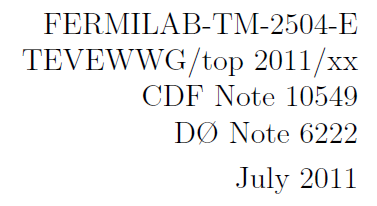 FERMILAB-TM-2504-E
TEVEWWG/top 2011/xx
CDF Note 10549
DØ Note 6222
July 2011